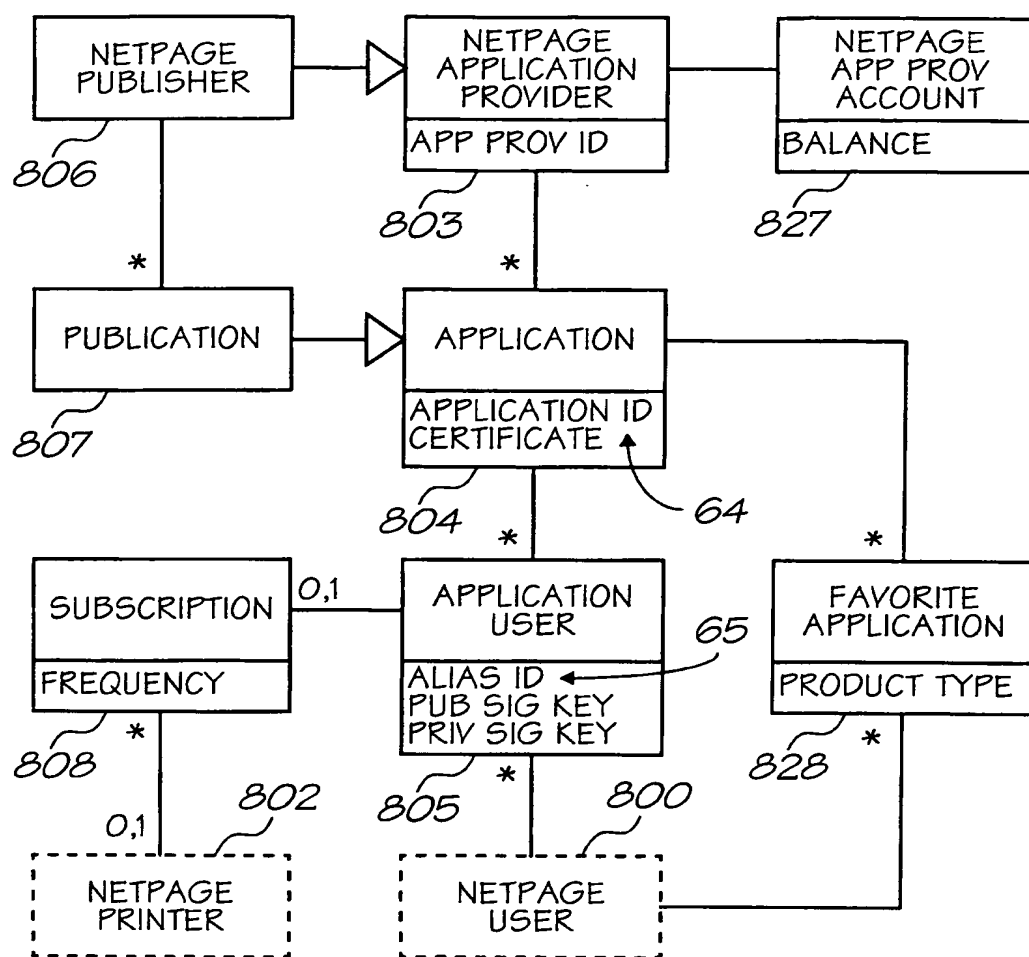 NETPAGE
PUBLISHER
806
NETPAGE
APPLICATION
PROVIDER
APP PROV ID
803
NETPAGE
APP PROV
ACCOUNT
BALANCE
827
*
*
PUBLICATION
807
APPLICATION
APPLICATION ID
CERTIFICATE
804
64
*
*
SUBSCRIPTION
FREQUENCY
808
0,1
APPLICATION
USER
ALIAS ID
PUB SIG KEY
PRIV SIG KEY
805
65
FAVORITE
APPLICATION
PRODUCT TYPE
828
*
*
*
0,1
802
800
NETPAGE
PRINTER
NETPAGE
USER